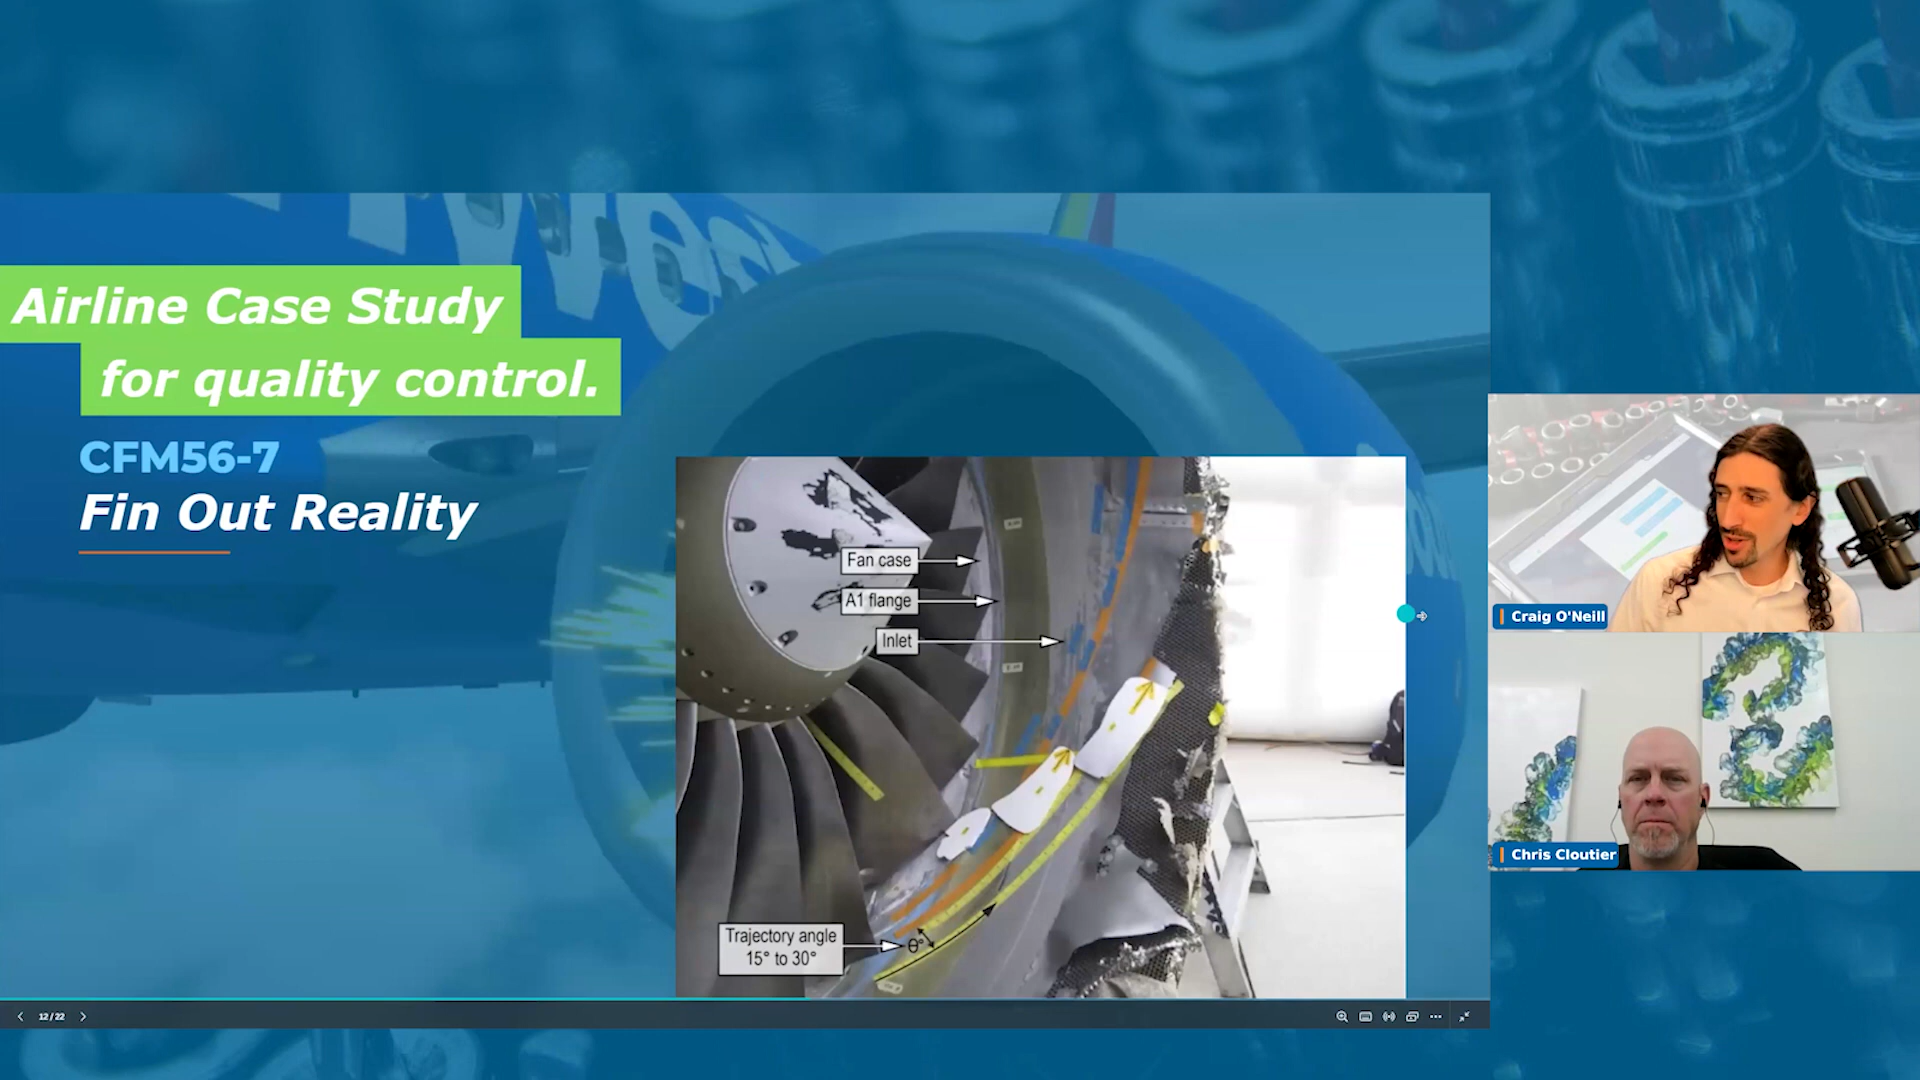 Airline Case Study
for quality control.
CFM56-7
Fin Out Reality
Fan case
A1 flange
Inlet
Trajectory angle
15° to 30°
θ°
Craig O'Neill
Chris Cloutier
12 / 22